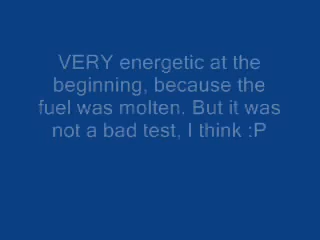 VERY energetic at the
beginning, because the
fuel was molten. But it was
not a bad test, I think :P